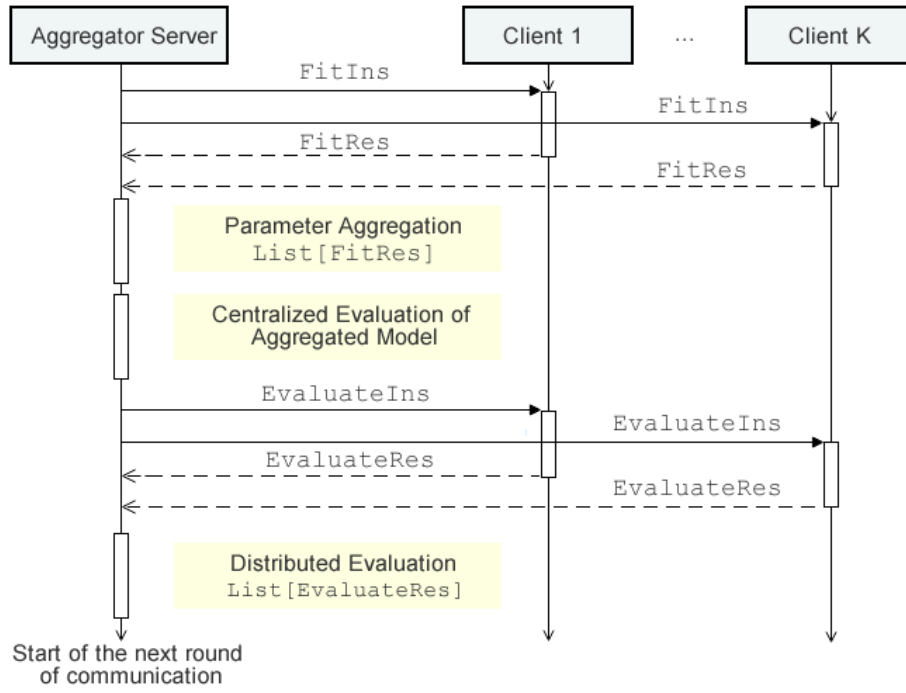 Aggregator Server
Client 1
...
Client K
FitIns
FitIns
FitRes
FitRes
Parameter Aggregation
List[FitRes]
Centralized Evaluation of
Aggregated Model
EvaluateIns
EvaluateIns
EvaluateRes
EvaluateRes
Distributed Evaluation
List[EvaluateRes]
Start of the next round
of communication